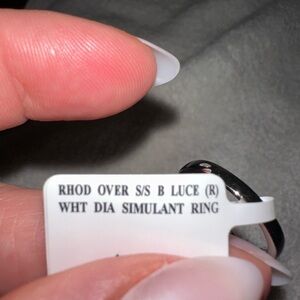 RHOD OVER S/S B LUCE (R)
WHT DIA SIMULANT RING